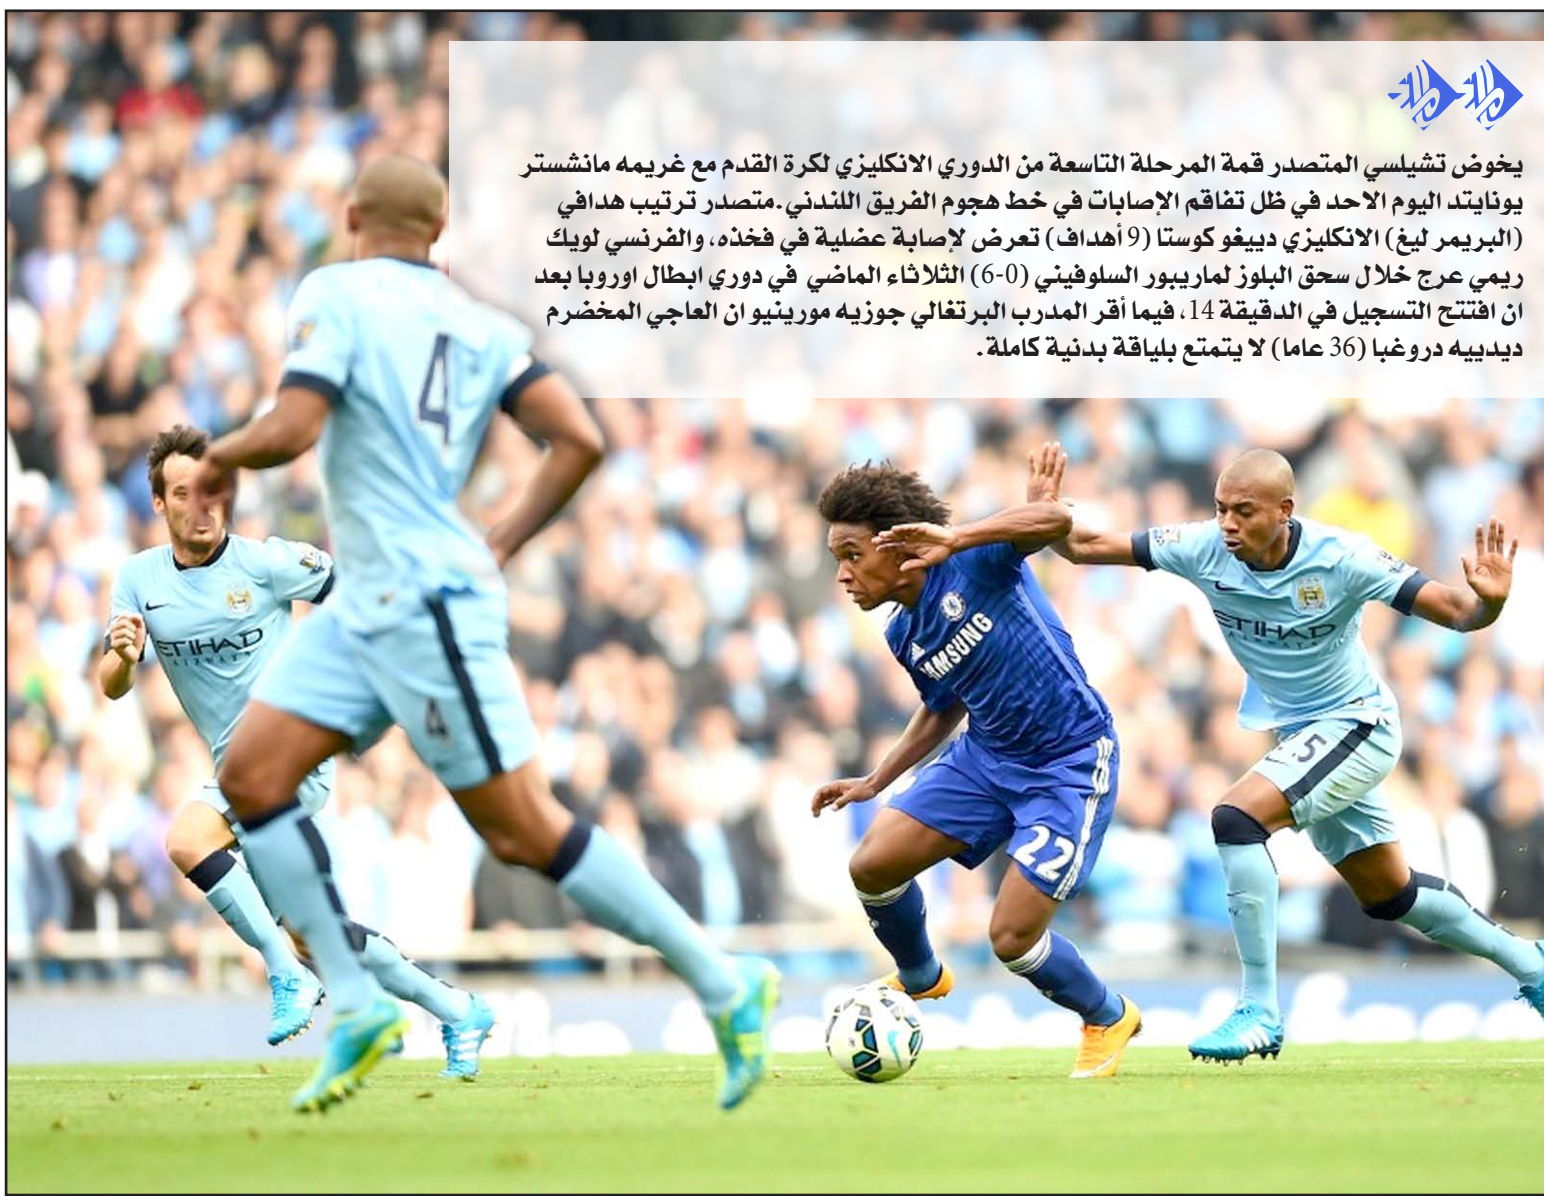 يخوض تشيلسي المتصدر قمة المرحلة التاسعة من الدوري الانكليزي لكرة القدم مع غريمه مانشستر
يونايتد اليوم الاحد في ظل تفاقم الإصابات في خط هجوم الفريق اللندني.متصدر ترتيب هدافي
(البريمر ليغ) الانكليزي دييغو كوستا (9 أهداف) تعرض لإصابة عضلية في فخذه، والفرنسي لويك
ريمي عرج خلال سحق البلوز لماريبور السلوفيني (0-6) الثلاثاء الماضي في دوري ابطال اوروبا بعد
ان افتتح التسجيل في الدقيقة 14، فيما أقر المدرب البرتغالي جوزيه مورينيو ان العاجي المخضرم
ديدييه دروغبا (36 عاما) لا يتمتع بلياقة بدنية كاملة.
4
4
ETIHAD
AIRWAYS
SAMSUNG
22
ETIHAD
AIRWAYS
5